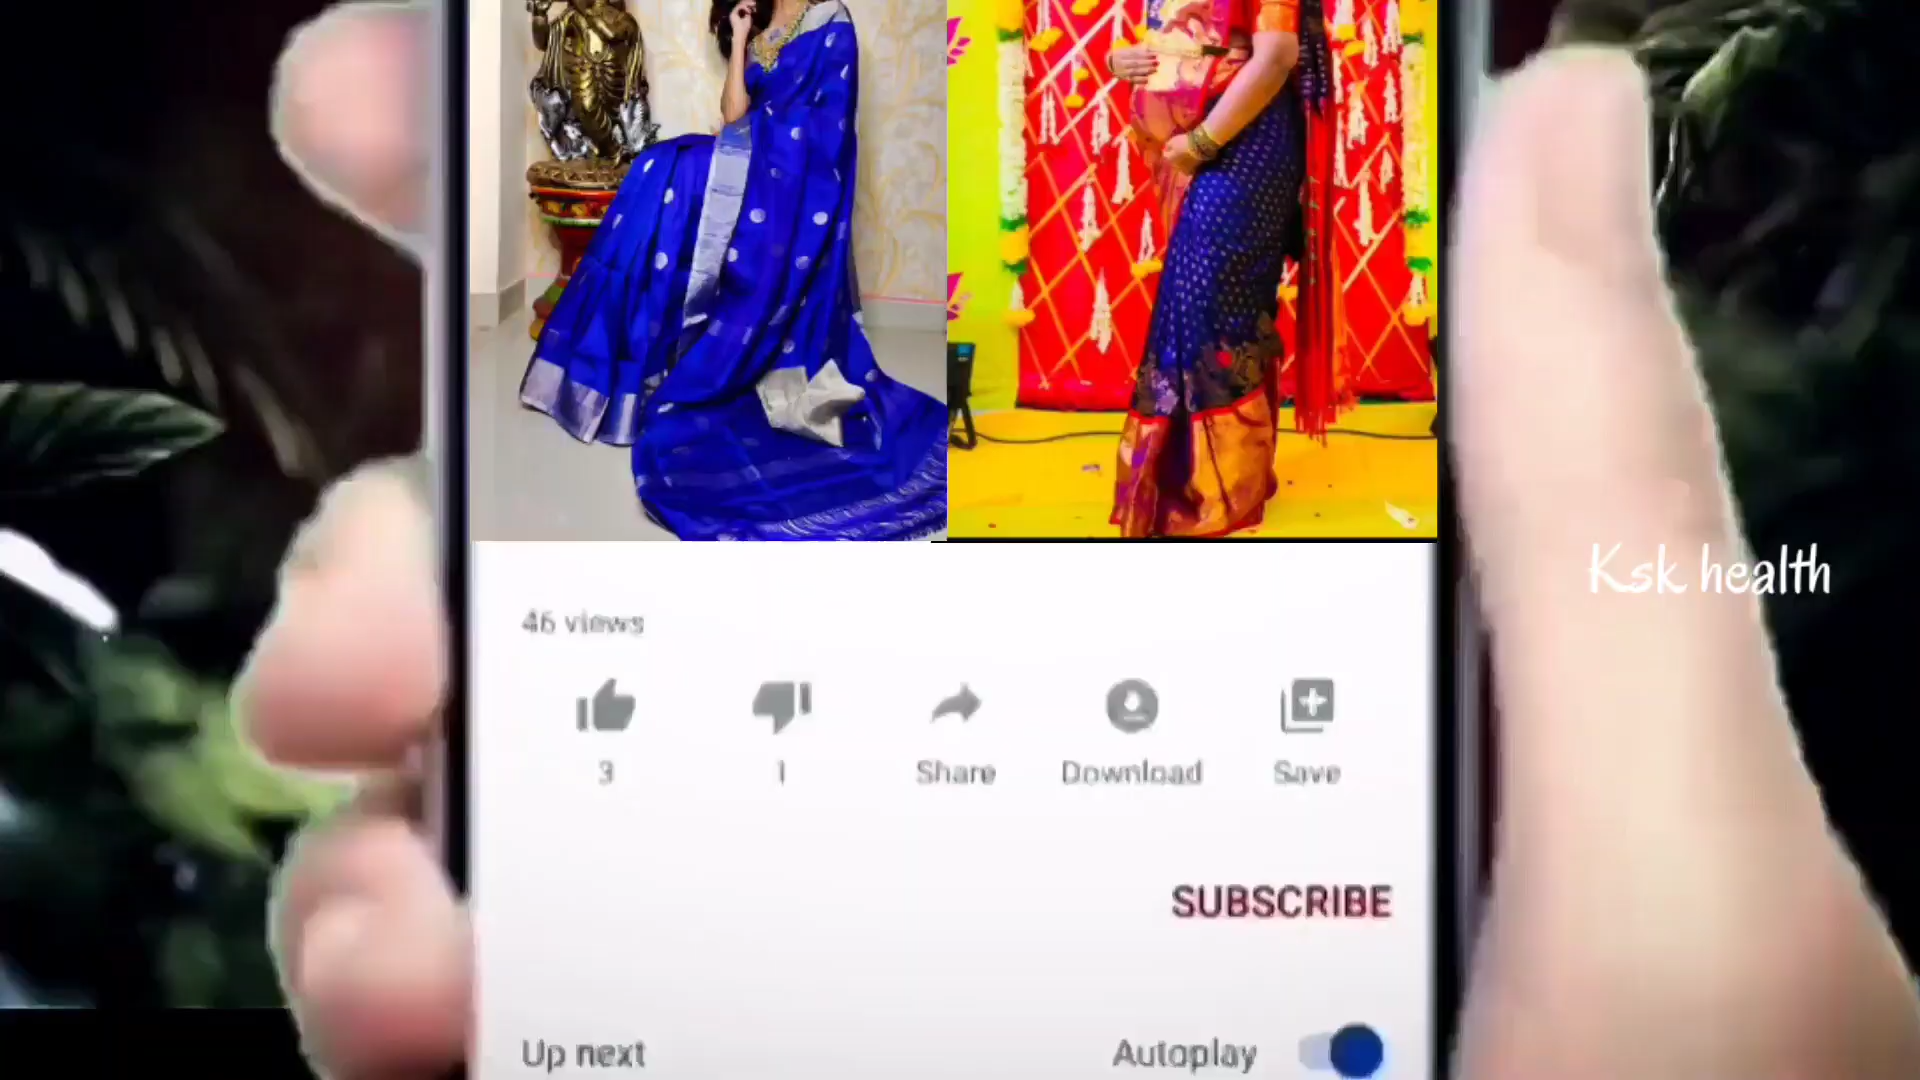 46 views
3
1
Share
Download
Save
SUBSCRIBE
Up next
Autoplay
Ksk health